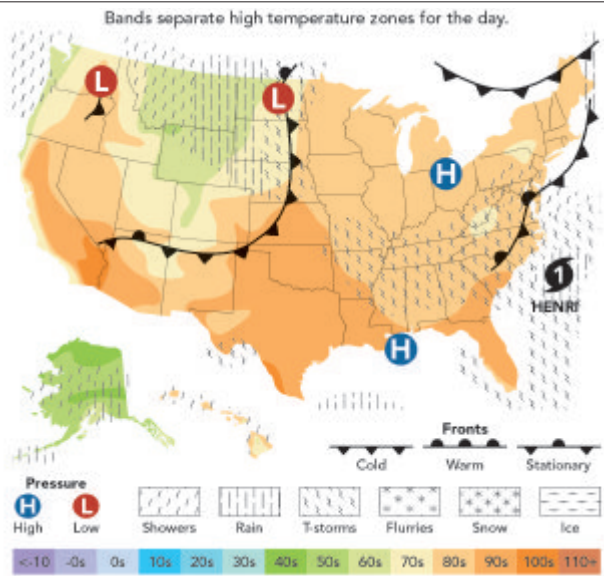 Bands separate high temperature zones for the day.
L
L
H
1
HENRI
H
Fronts
Cold Warm Stationary
Pressure
H L
High Low Showers Rain T-storms Flurries Snow Ice
<-10 -0s 0s 10s 20s 30s 40s 50s 60s 70s 80s 90s 100s 110+